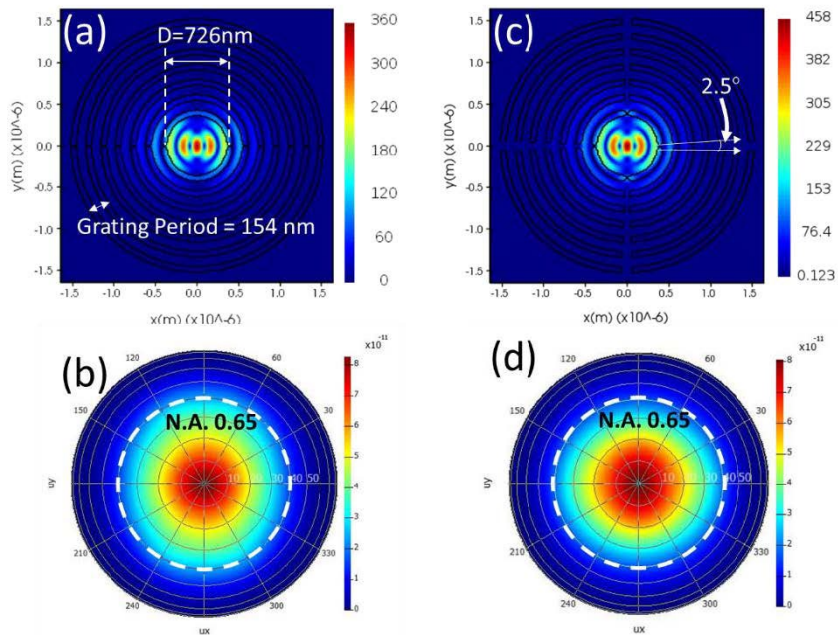 (a)
D=726nm
Grating Period = 154 nm
y(m) (x10^-6)
1.5
1.0
0.5
0.0
-0.5
-1.0
-1.5
-1.5 -1.0 -0.5 0.0 0.5 1.0 1.5
x(m) (x10^-6)
360
300
240
180
120
60
0
(c)
2.5°
y(m) (x10^-6)
1.5
1.0
0.5
0.0
-0.5
-1.0
-1.5
-1.5 -1.0 -0.5 0.0 0.5 1.0 1.5
x(m) (x10^-6)
458
382
305
229
153
76.4
0.123
(b)
N.A. 0.65
120
60
150
30
210
330
240
300
10 20 30 40 50
uy
ux
x10^-11
8
7
6
5
4
3
2
1
0
(d)
N.A. 0.65
120
60
150
30
210
330
240
300
10 20 30 40 50
uy
ux
x10^-11
8
7
6
5
4
3
2
1
0